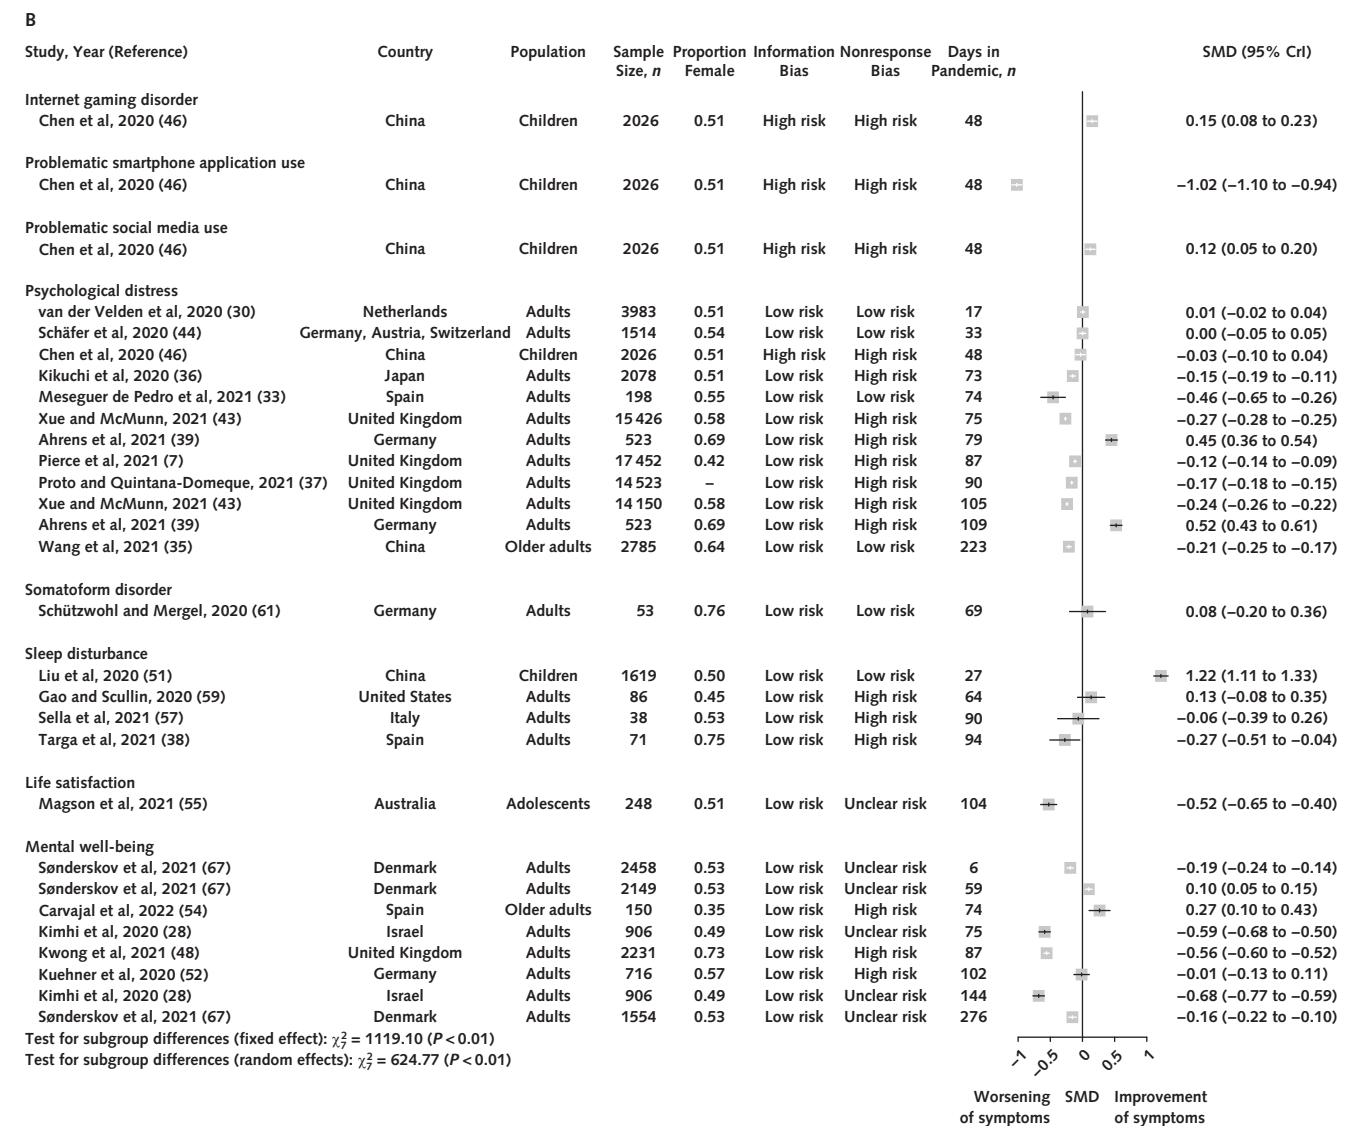 B
Study, Year (Reference) Country Population Sample Size, n Proportion Female Information Bias Nonresponse Bias Days in Pandemic, n SMD (95% CrI)
Internet gaming disorder
Chen et al, 2020 (46) China Children 2026 0.51 High risk High risk 48 0.15 (0.08 to 0.23)
Problematic smartphone application use
Chen et al, 2020 (46) China Children 2026 0.51 High risk High risk 48 −1.02 (−1.10 to −0.94)
Problematic social media use
Chen et al, 2020 (46) China Children 2026 0.51 High risk High risk 48 0.12 (0.05 to 0.20)
Psychological distress
van der Velden et al, 2020 (30) Netherlands Adults 3983 0.51 Low risk Low risk 17 0.01 (−0.02 to 0.04)
Schäfer et al, 2020 (44) Germany, Austria, Switzerland Adults 1514 0.54 Low risk Low risk 33 0.00 (−0.05 to 0.05)
Chen et al, 2020 (46) China Children 2026 0.51 High risk High risk 48 −0.03 (−0.10 to 0.04)
Kikuchi et al, 2020 (36) Japan Adults 2078 0.51 Low risk High risk 73 −0.15 (−0.19 to −0.11)
Meseguer de Pedro et al, 2021 (33) Spain Adults 198 0.55 Low risk Low risk 74 −0.46 (−0.65 to −0.26)
Xue and McMunn, 2021 (43) United Kingdom Adults 15 426 0.58 Low risk High risk 75 −0.27 (−0.28 to −0.25)
Ahrens et al, 2021 (39) Germany Adults 523 0.69 Low risk High risk 79 0.45 (0.36 to 0.54)
Pierce et al, 2021 (7) United Kingdom Adults 17 452 0.42 Low risk High risk 87 −0.12 (−0.14 to −0.09)
Proto and Quintana-Domeque, 2021 (37) United Kingdom Adults 14 523 – Low risk High risk 90 −0.17 (−0.18 to −0.15)
Xue and McMunn, 2021 (43) United Kingdom Adults 14 150 0.58 Low risk High risk 105 −0.24 (−0.26 to −0.22)
Ahrens et al, 2021 (39) Germany Adults 523 0.69 Low risk High risk 109 0.52 (0.43 to 0.61)
Wang et al, 2021 (35) China Older adults 2785 0.64 Low risk Low risk 223 −0.21 (−0.25 to −0.17)
Somatoform disorder
Schützwohl and Mergel, 2020 (61) Germany Adults 53 0.76 Low risk Low risk 69 0.08 (−0.20 to 0.36)
Sleep disturbance
Liu et al, 2020 (51) China Children 1619 0.50 Low risk Low risk 27 1.22 (1.11 to 1.33)
Gao and Scullin, 2020 (59) United States Adults 86 0.45 Low risk High risk 64 0.13 (−0.08 to 0.35)
Sella et al, 2021 (57) Italy Adults 38 0.53 Low risk High risk 90 −0.06 (−0.39 to 0.26)
Targa et al, 2021 (38) Spain Adults 71 0.75 Low risk High risk 94 −0.27 (−0.51 to −0.04)
Life satisfaction
Magson et al, 2021 (55) Australia Adolescents 248 0.51 Low risk Unclear risk 104 −0.52 (−0.65 to −0.40)
Mental well-being
Sønderskov et al, 2021 (67) Denmark Adults 2458 0.53 Low risk Unclear risk 6 −0.19 (−0.24 to −0.14)
Sønderskov et al, 2021 (67) Denmark Adults 2149 0.53 Low risk Unclear risk 59 0.10 (0.05 to 0.15)
Carvajal et al, 2022 (54) Spain Older adults 150 0.35 Low risk High risk 74 0.27 (0.10 to 0.43)
Kimhi et al, 2020 (28) Israel Adults 906 0.49 Low risk Unclear risk 75 −0.59 (−0.68 to −0.50)
Kwong et al, 2021 (48) United Kingdom Adults 2231 0.73 Low risk High risk 87 −0.56 (−0.60 to −0.52)
Kuehner et al, 2020 (52) Germany Adults 716 0.57 Low risk High risk 102 −0.01 (−0.13 to 0.11)
Kimhi et al, 2020 (28) Israel Adults 906 0.49 Low risk Unclear risk 144 −0.68 (−0.77 to −0.59)
Sønderskov et al, 2021 (67) Denmark Adults 1554 0.53 Low risk Unclear risk 276 −0.16 (−0.22 to −0.10)
Test for subgroup differences (fixed effect): χ²₇ = 1119.10 (P < 0.01)
Test for subgroup differences (random effects): χ²₇ = 624.77 (P < 0.01)
−1 −0.5 0 0.5 1
Worsening of symptoms SMD Improvement of symptoms